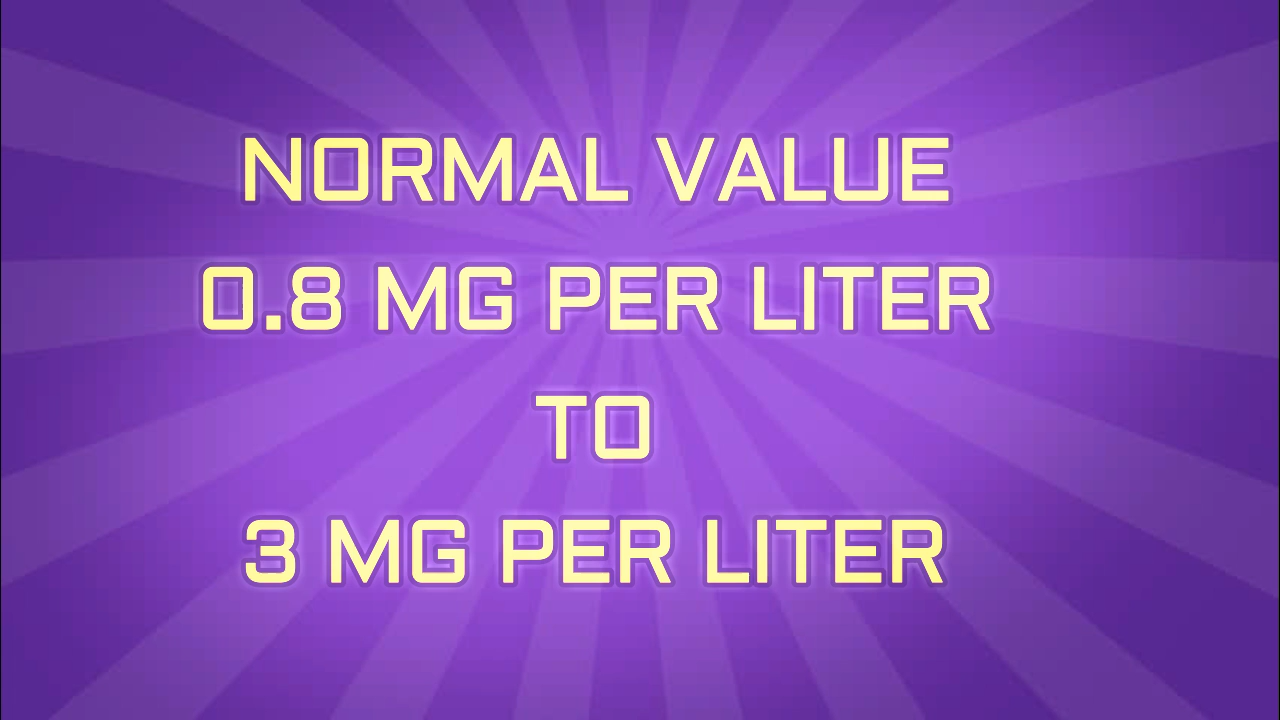 NORMAL VALUE
0.8 MG PER LITER
TO
3 MG PER LITER